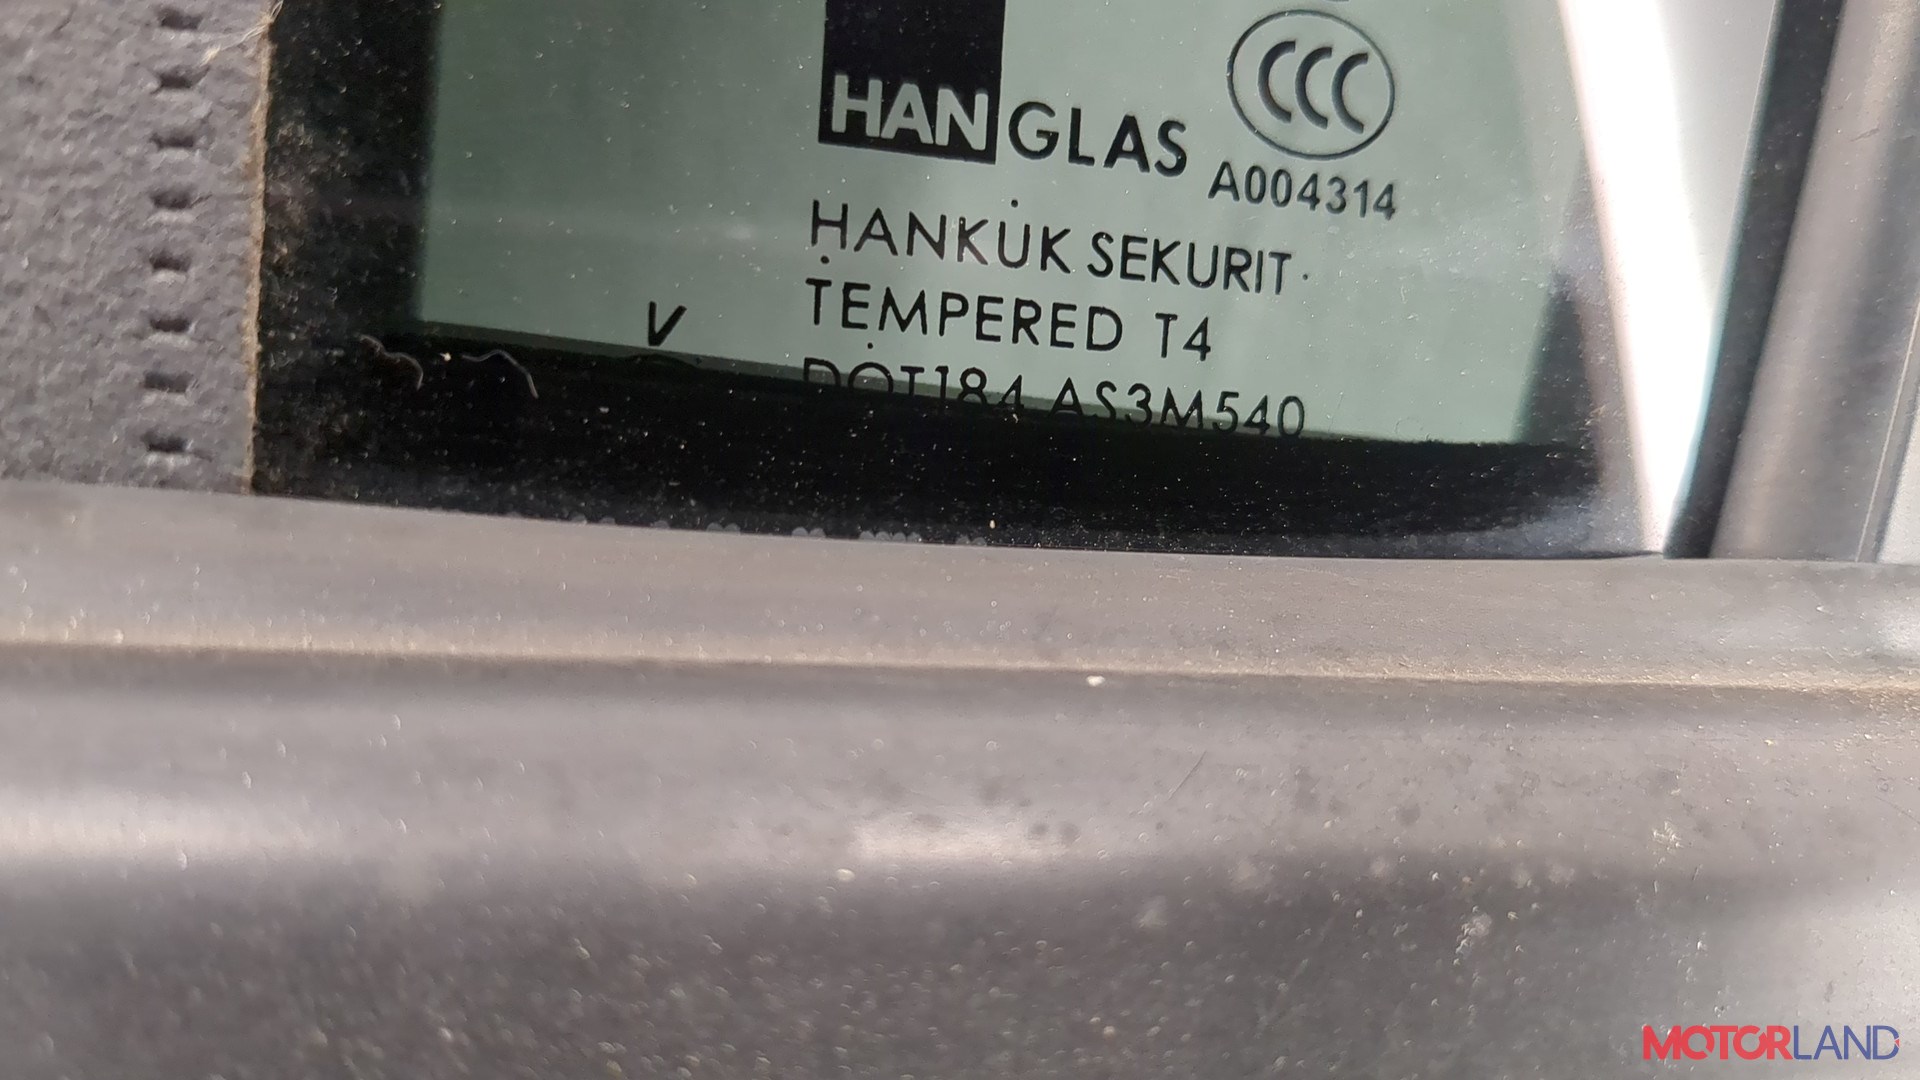 CCC
HANGLAS
A004314
HANKUK SEKURIT
TEMPERED T4
DOT184 AS3M540
V
MOTORLAND